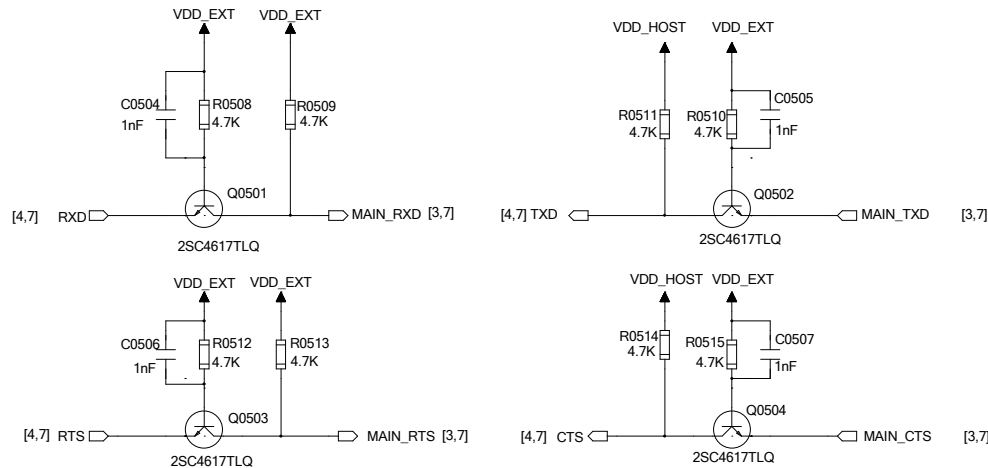 VDD_EXT VDD_EXT
C0504 R0508 R0509
1nF 4.7K 4.7K
Q0501
[4,7] RXD MAIN_RXD [3,7]
2SC4617TLQ
VDD_HOST VDD_EXT
R0511 R0510 C0505
4.7K 4.7K 1nF
Q0502
[4,7] TXD MAIN_TXD [3,7]
2SC4617TLQ
VDD_EXT VDD_EXT
C0506 R0512 R0513
1nF 4.7K 4.7K
Q0503
[4,7] RTS MAIN_RTS [3,7]
2SC4617TLQ
VDD_HOST VDD_EXT
R0514 R0515 C0507
4.7K 4.7K 1nF
Q0504
[4,7] CTS MAIN_CTS [3,7]
2SC4617TLQ